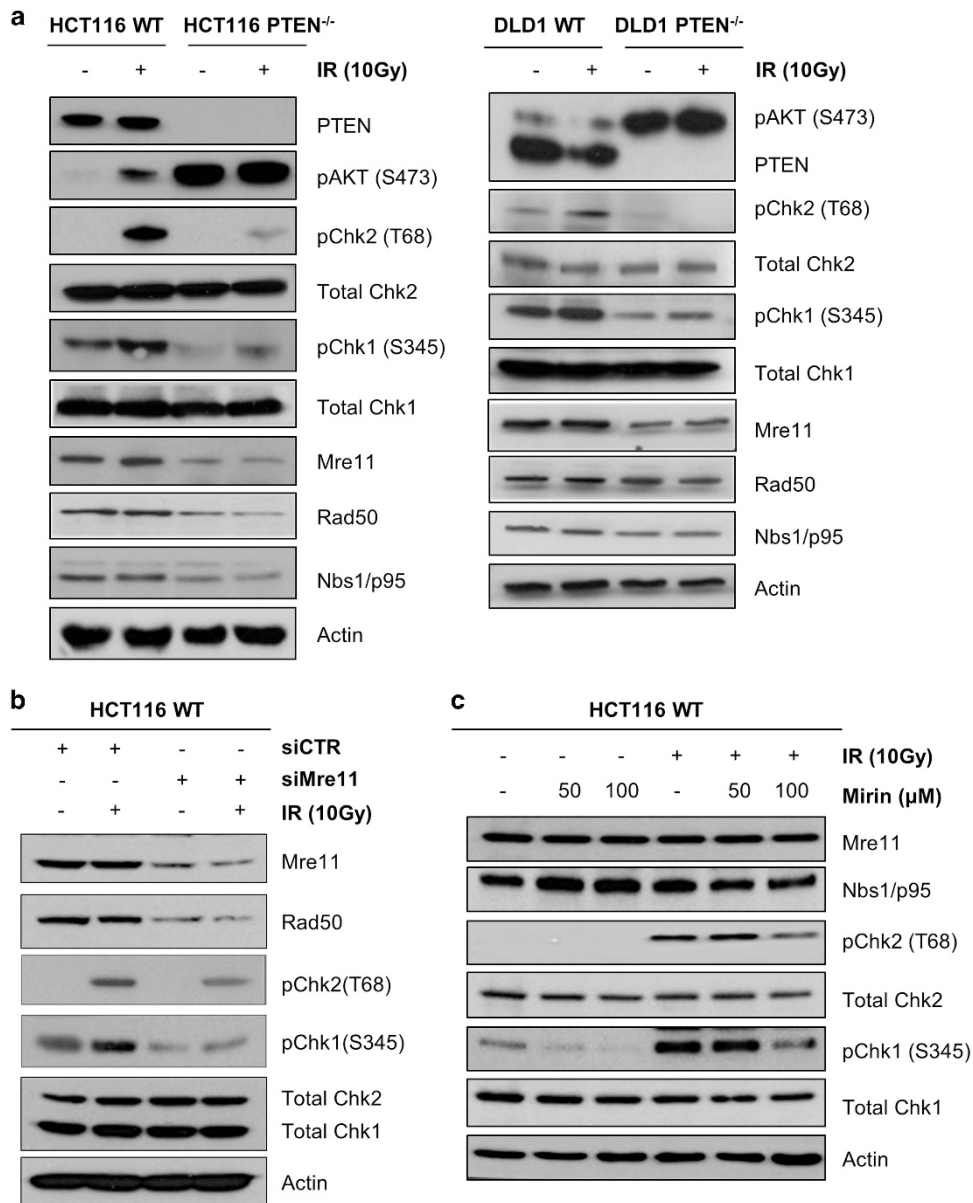 a
HCT116 WT HCT116 PTEN-/-
- + - + IR (10Gy)
PTEN
pAKT (S473)
pChk2 (T68)
Total Chk2
pChk1 (S345)
Total Chk1
Mre11
Rad50
Nbs1/p95
Actin
DLD1 WT DLD1 PTEN-/-
- + - + IR (10Gy)
pAKT (S473)
PTEN
pChk2 (T68)
Total Chk2
pChk1 (S345)
Total Chk1
Mre11
Rad50
Nbs1/p95
Actin
b
HCT116 WT
+ + - - siCTR
- - + + siMre11
- + - + IR (10Gy)
Mre11
Rad50
pChk2(T68)
pChk1(S345)
Total Chk2
Total Chk1
Actin
c
HCT116 WT
- - - + + + IR (10Gy)
- 50 100 - 50 100 Mirin (µM)
Mre11
Nbs1/p95
pChk2 (T68)
Total Chk2
pChk1 (S345)
Total Chk1
Actin